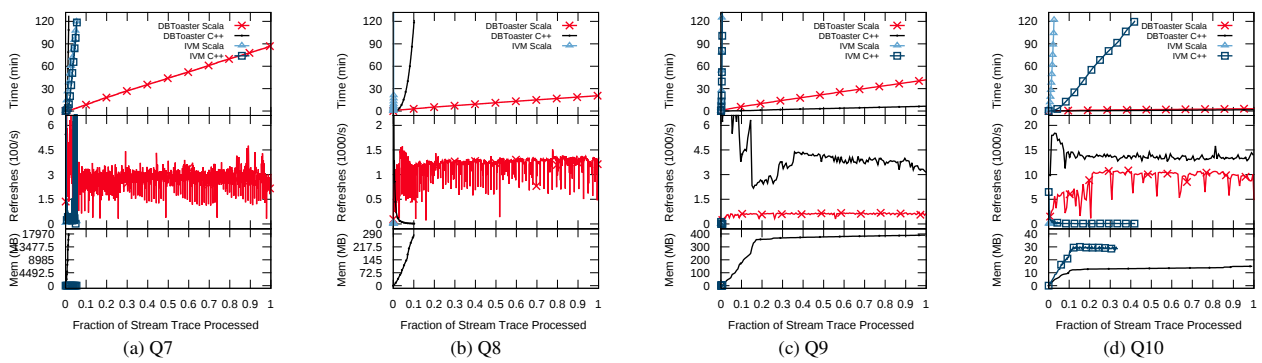 DBToaster Scala
DBToaster C++
IVM Scala
IVM C++
Time (min)
120
90
60
30
0
Refreshes (1000/s)
6
4.5
3
1.5
0
Mem (MB)
17970
13477.5
8985
4492.5
0
0 0.1 0.2 0.3 0.4 0.5 0.6 0.7 0.8 0.9 1
Fraction of Stream Trace Processed
(a) Q7
DBToaster Scala
DBToaster C++
IVM Scala
IVM C++
Time (min)
120
90
60
30
0
Refreshes (1000/s)
2
1.5
1
0.5
0
Mem (MB)
290
217.5
145
72.5
0
0 0.1 0.2 0.3 0.4 0.5 0.6 0.7 0.8 0.9 1
Fraction of Stream Trace Processed
(b) Q8
DBToaster Scala
DBToaster C++
IVM Scala
IVM C++
Time (min)
120
90
60
30
0
Refreshes (1000/s)
6
4.5
3
1.5
0
Mem (MB)
400
300
200
100
0
0 0.1 0.2 0.3 0.4 0.5 0.6 0.7 0.8 0.9 1
Fraction of Stream Trace Processed
(c) Q9
DBToaster Scala
DBToaster C++
IVM Scala
IVM C++
Time (min)
120
90
60
30
0
Refreshes (1000/s)
20
15
10
5
0
Mem (MB)
40
30
20
10
0
0 0.1 0.2 0.3 0.4 0.5 0.6 0.7 0.8 0.9 1
Fraction of Stream Trace Processed
(d) Q10